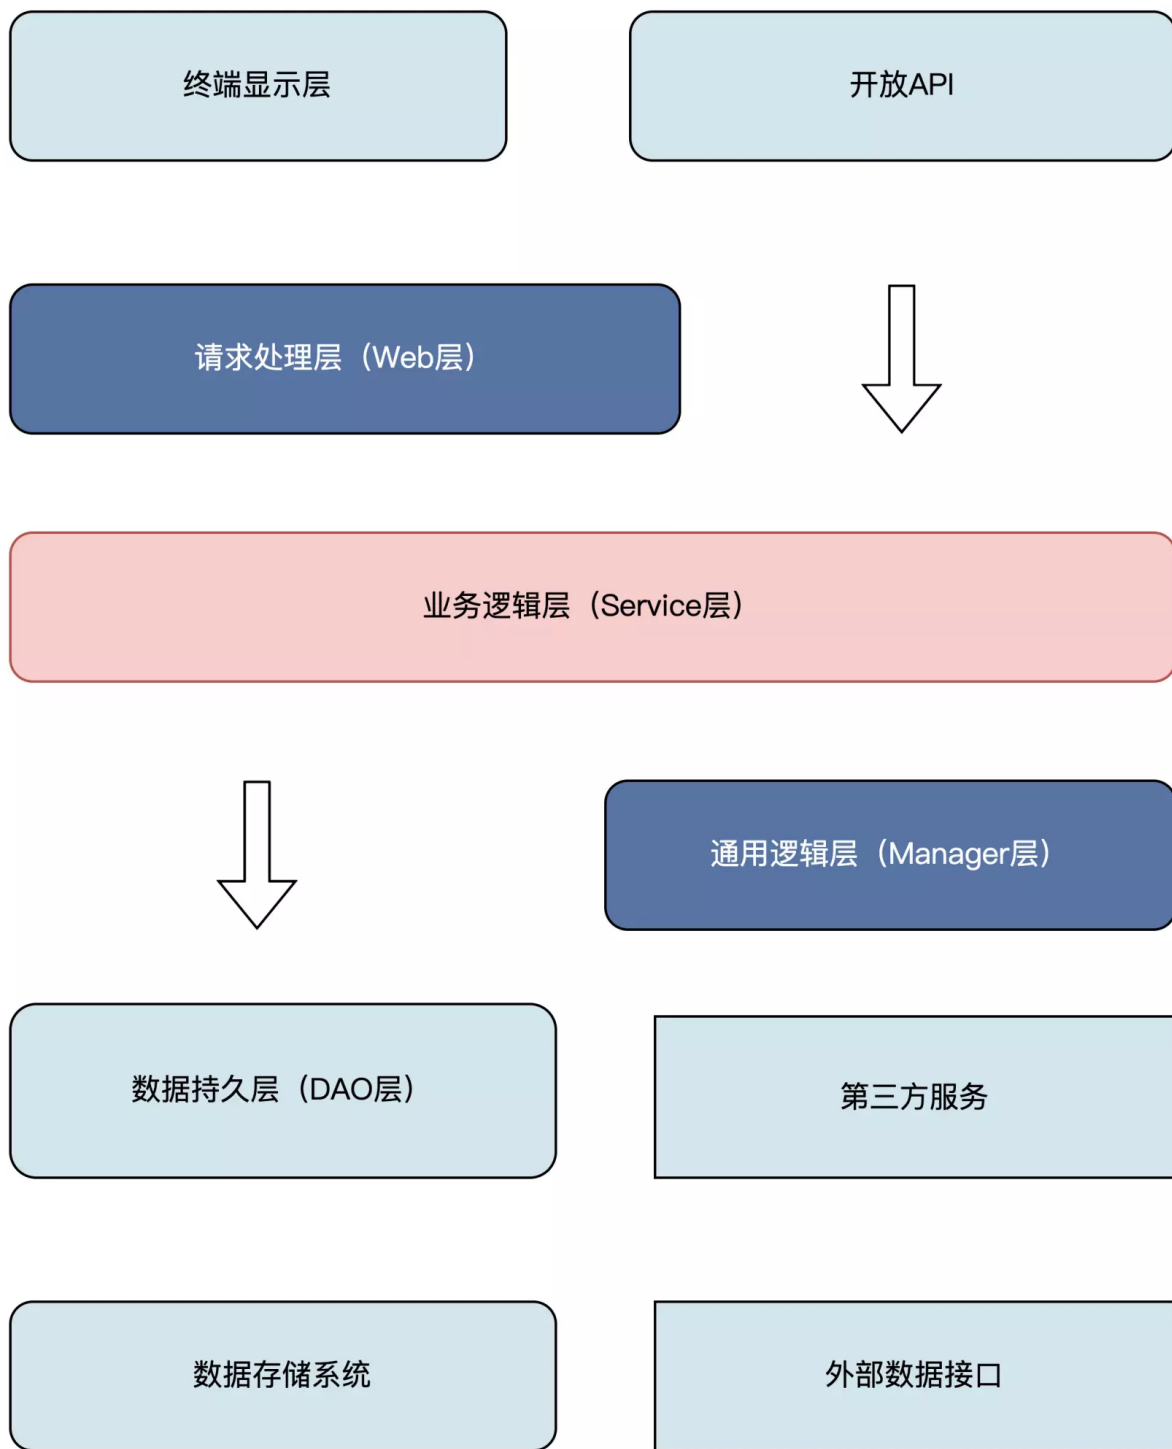 终端显示层
开放API
请求处理层（Web层）
业务逻辑层（Service层）
通用逻辑层（Manager层）
数据持久层（DAO层）
第三方服务
数据存储系统
外部数据接口